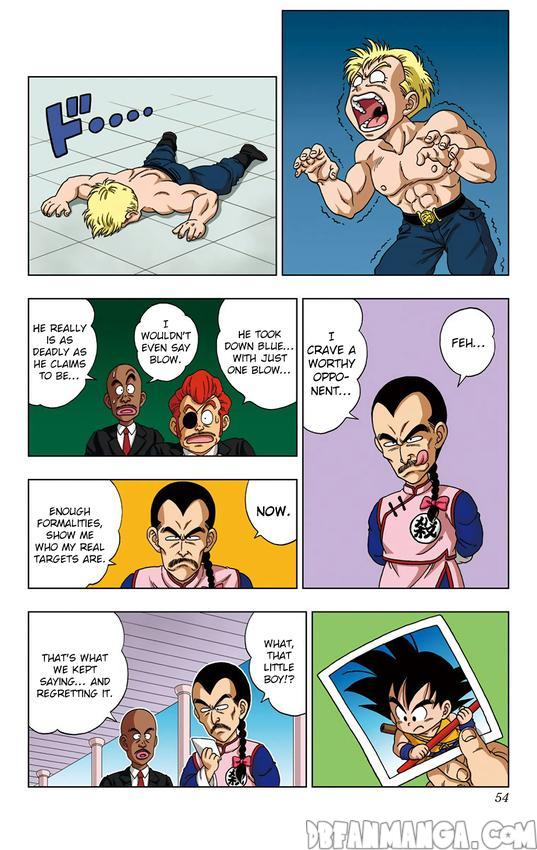 ド••••
HE REALLY
IS AS
DEADLY AS
HE CLAIMS
TO BE...
I
WOULDN'T
EVEN SAY
BLOW.
HE TOOK
DOWN BLUE...
WITH JUST
ONE BLOW...
I
CRAVE A
WORTHY
OPPO-
NENT...
FEH...
殺
ENOUGH
FORMALITIES,
SHOW ME
WHO MY REAL
TARGETS ARE.
NOW.
THAT'S WHAT
WE KEPT
SAYING... AND
REGRETTING IT.
WHAT,
THAT
LITTLE
BOY!?
殺
54
DBFANMANGA.COM